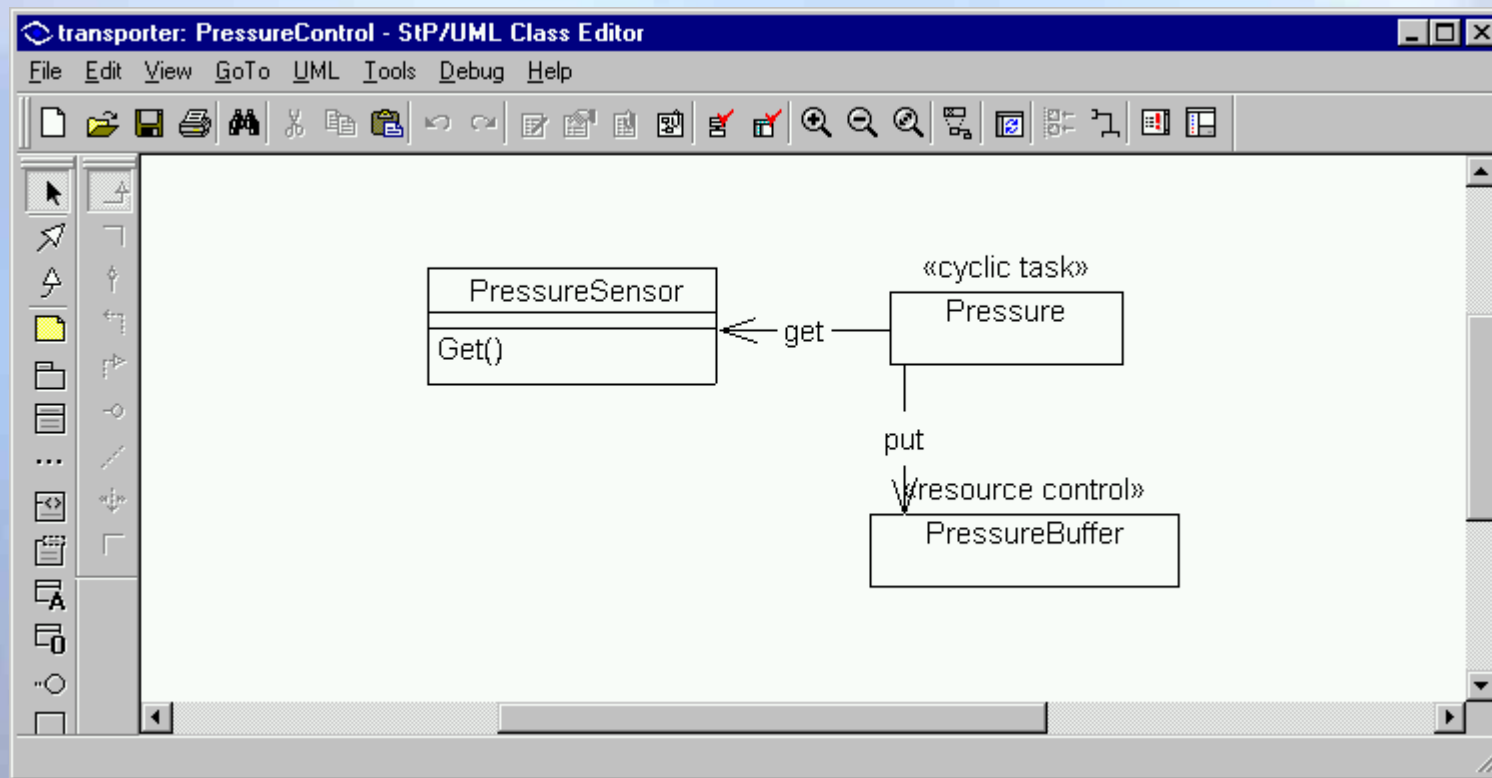 transporter: PressureControl - StP/UML Class Editor
File Edit View GoTo UML Tools Debug Help
«cyclic task»
PressureSensor
Pressure
get
Get()
put
resource control»
PressureBuffer